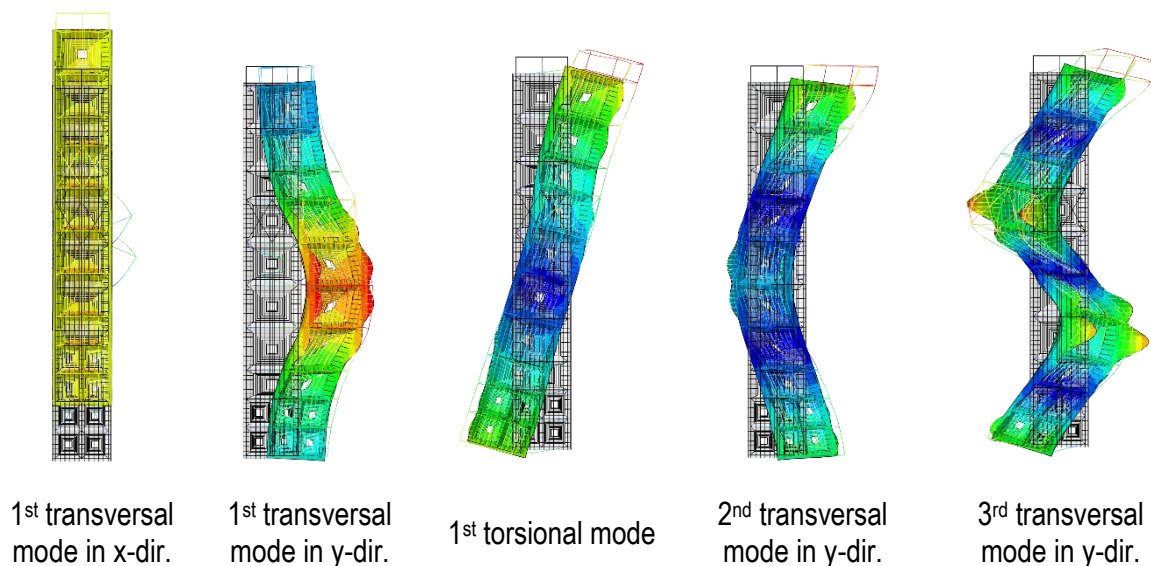 1st transversal
mode in x-dir.
1st transversal
mode in y-dir.
1st torsional mode
2nd transversal
mode in y-dir.
3rd transversal
mode in y-dir.